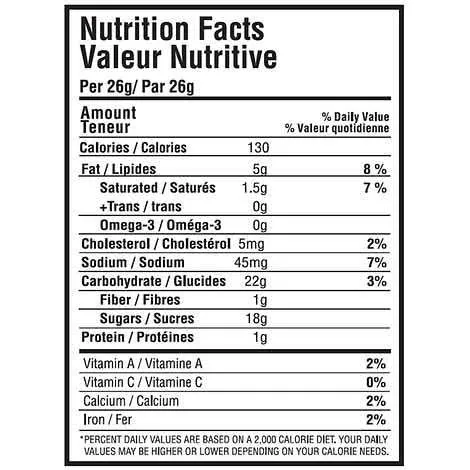 Nutrition Facts
Valeur Nutritive
Per 26g/ Par 26g
Amount
Teneur
% Daily Value
% Valeur quotidienne
Calories / Calories 130
Fat / Lipides 5g 8 %
Saturated / Saturés 1.5g 7 %
+Trans / trans 0g
Omega-3 / Oméga-3 0g
Cholesterol / Cholestérol 5mg 2%
Sodium / Sodium 45mg 7%
Carbohydrate / Glucides 22g 3%
Fiber / Fibres 1g
Sugars / Sucres 18g
Protein / Protéines 1g
Vitamin A / Vitamine A 2%
Vitamin C / Vitamine C 0%
Calcium / Calcium 2%
Iron / Fer 2%
*PERCENT DAILY VALUES ARE BASED ON A 2,000 CALORIE DIET. YOUR DAILY
VALUES MAY BE HIGHER OR LOWER DEPENDING ON YOUR CALORIE NEEDS.